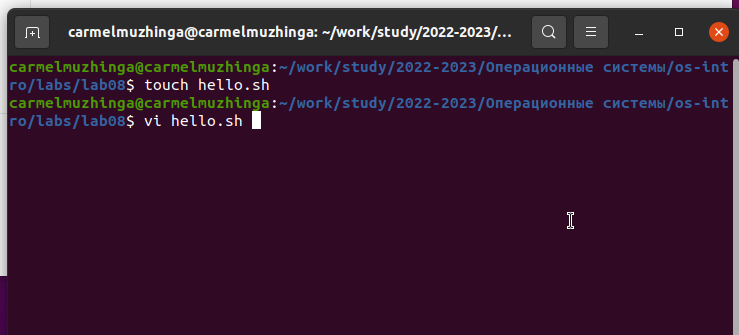 carmelmuzhinga@carmelmuzhinga: ~/work/study/2022-2023/...
carmelmuzhinga@carmelmuzhinga:~/work/study/2022-2023/Операционные системы/os-int
ro/labs/lab08$ touch hello.sh
carmelmuzhinga@carmelmuzhinga:~/work/study/2022-2023/Операционные системы/os-int
ro/labs/lab08$ vi hello.sh